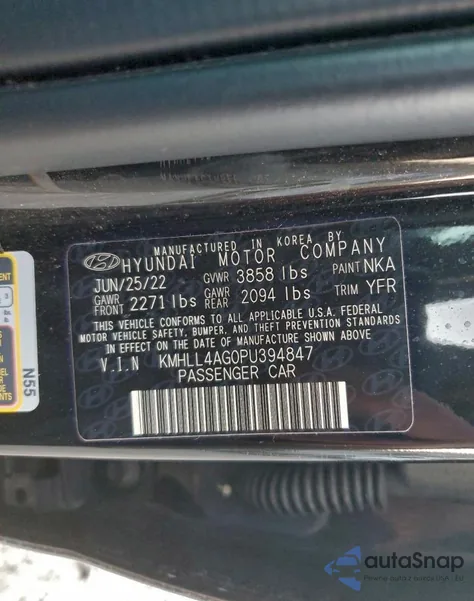 MANUFACTURED IN KOREA BY
HYUNDAI MOTOR COMPANY
JUN/25/22 GVWR 3858 lbs PAINT NKA
GAWR FRONT 2271 lbs GAWR REAR 2094 lbs TRIM YFR
THIS VEHICLE CONFORMS TO ALL APPLICABLE U.S.A. FEDERAL
MOTOR VEHICLE SAFETY, BUMPER, AND THEFT PREVENTION STANDARDS
IN EFFECT ON THE DATE OF MANUFACTURE SHOWN ABOVE
V.I.N KMHLL4AG0PU394847
PASSENGER CAR
N55
autoSnap